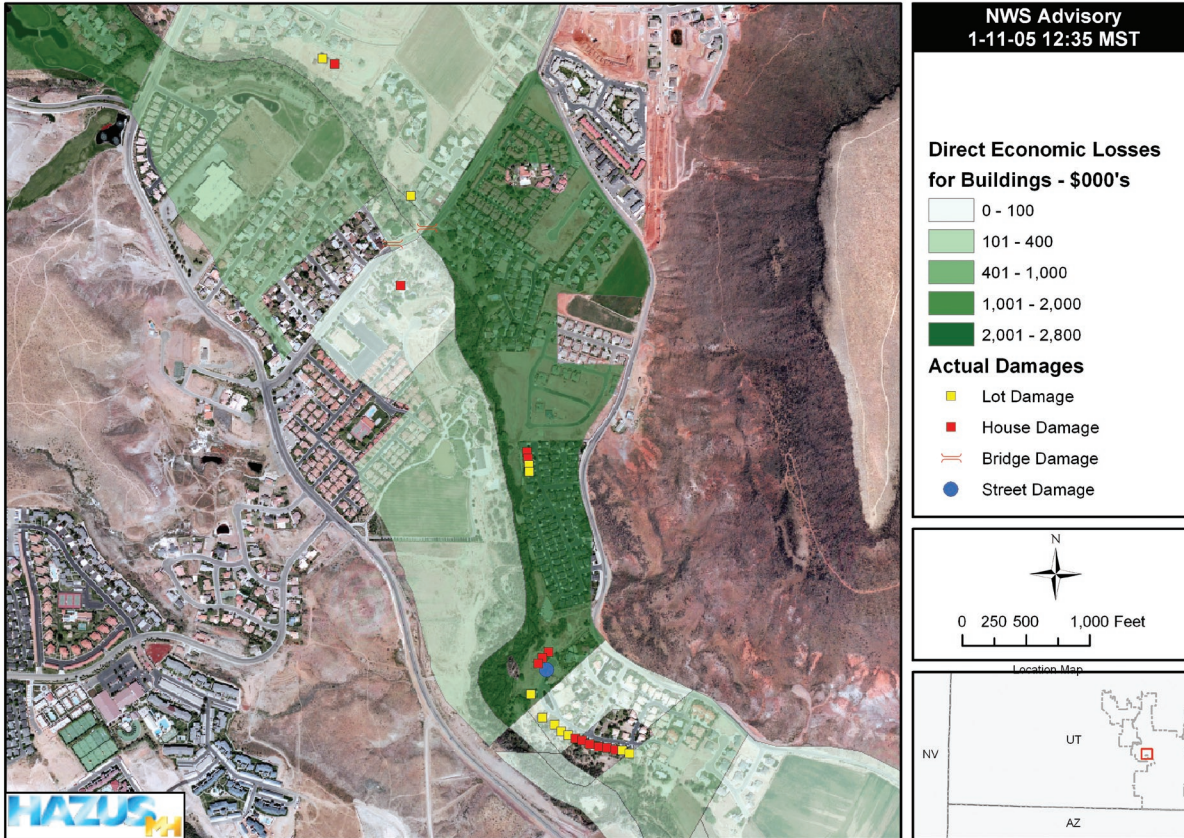 NWS Advisory
1-11-05 12:35 MST
Direct Economic Losses
for Buildings - $000's
0 - 100
101 - 400
401 - 1,000
1,001 - 2,000
2,001 - 2,800
Actual Damages
Lot Damage
House Damage
Bridge Damage
Street Damage
N
0 250 500 1,000 Feet
Location Map
NV
UT
AZ
HAZUS MH